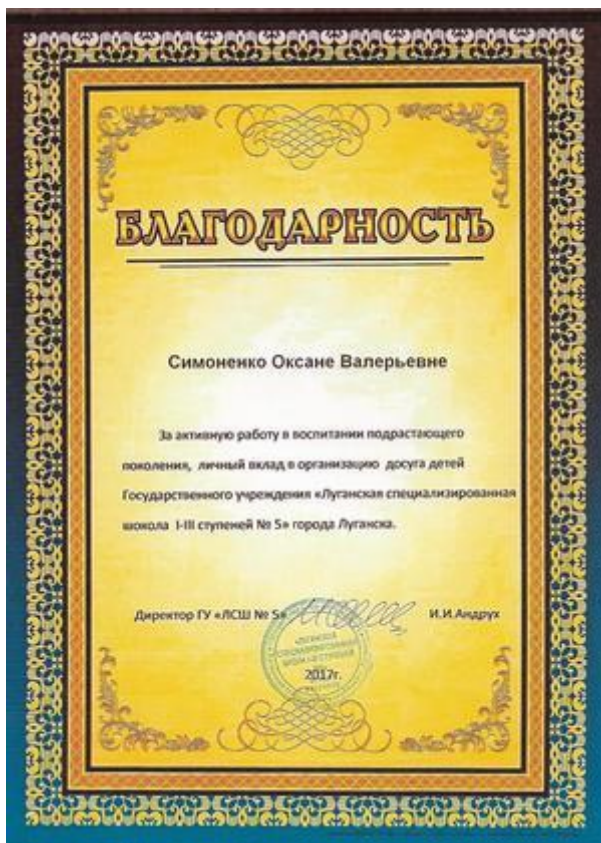 БЛАГОДАРНОСТЬ
Симоненко Оксане Валерьевне
За активную работу в воспитании подрастающего
поколения, личный вклад в организацию досуга детей
Государственного учреждения «Луганская специализированная
шокола I-III ступеней № 5» города Луганска.
Директор ГУ «ЛСШ № 5» И.И.Андрух
2017г.